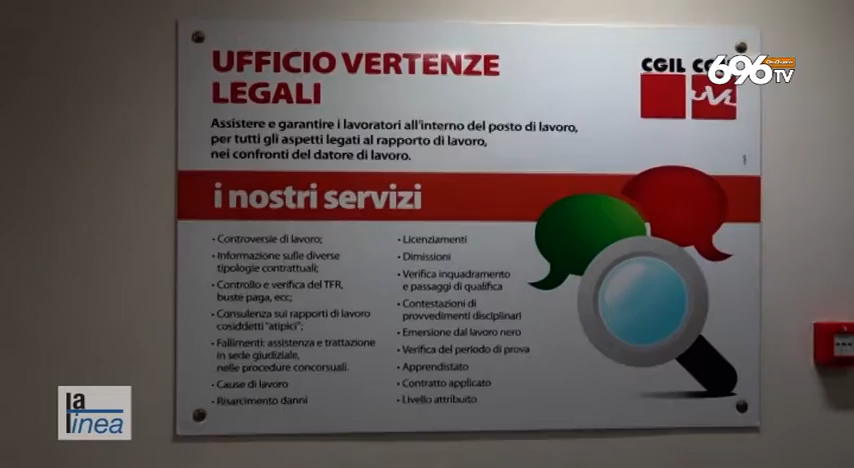 UFFICIO VERTENZE
LEGALI
Assistere e garantire i lavoratori all'interno del posto di lavoro,
per tutti gli aspetti legati al rapporto di lavoro,
nei confronti del datore di lavoro.
CGIL
696
TV
uVL
i nostri servizi
• Controversie di lavoro;
• Informazione sulle diverse
tipologie contrattuali;
• Controllo e verifica del TFR,
buste paga, ecc;
• Consulenza sui rapporti di lavoro
cosiddetti "atipici";
• Fallimenti: assistenza e trattazione
in sede giudiziale,
nelle procedure concorsuali.
• Cause di lavoro
• Risarcimento danni
• Licenziamenti
• Dimissioni
• Verifica inquadramento
e passaggi di qualifica
• Contestazioni di
provvedimenti disciplinari
• Emersione dal lavoro nero
• Verifica del periodo di prova
• Apprendistato
• Contratto applicato
• Livello attribuito
la
linea